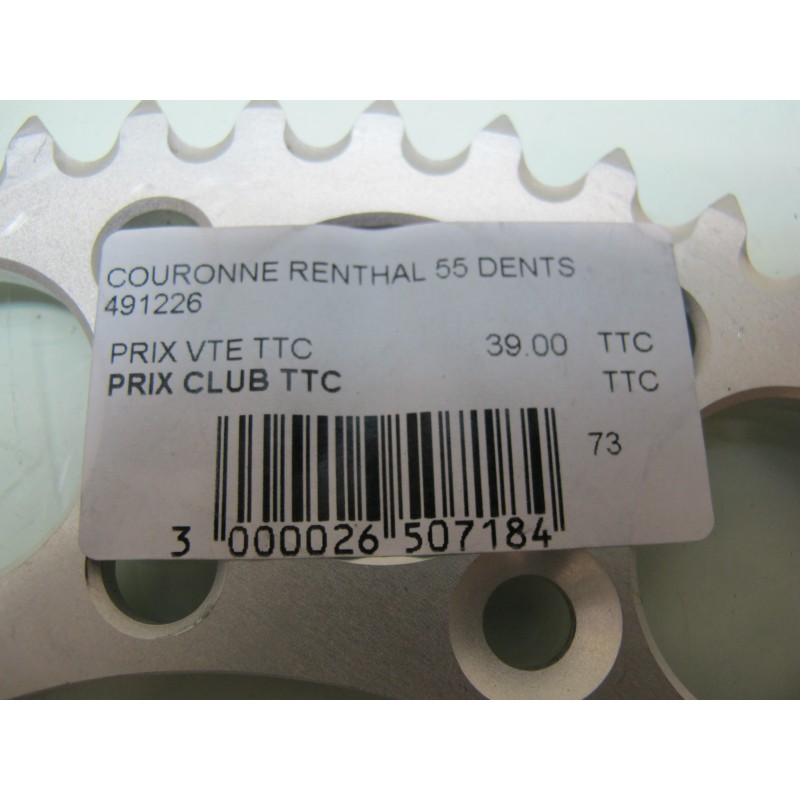 COURONNE RENTHAL 55 DENTS
491226
PRIX VTE TTC 39.00 TTC
PRIX CLUB TTC TTC
73
3 000026 507184